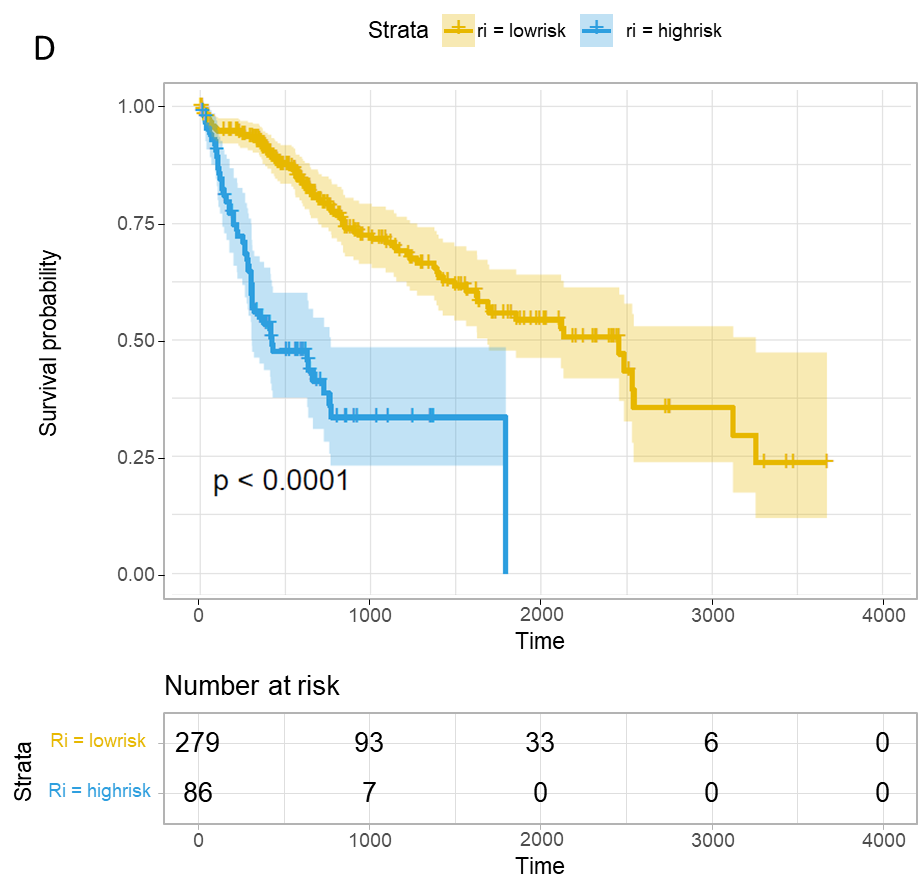 Strata ri = lowrisk ri = highrisk
D
1.00
0.75
Survival probability
0.50
0.25
p < 0.0001
0.00
0 1000 2000 3000 4000
Time
Number at risk
Strata
Ri = lowrisk 279 93 33 6 0
Ri = highrisk 86 7 0 0 0
0 1000 2000 3000 4000
Time